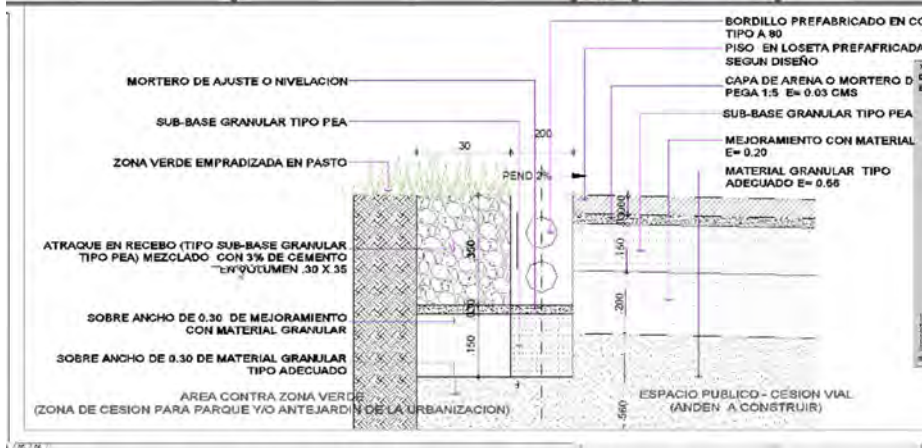 BORDILLO PREFABRICADO EN CO
TIPO A 80
PISO EN LOSETA PREFAFRICADA
SEGUN DISEÑO
CAPA DE ARENA O MORTERO D
PEGA 1:5 E= 0.03 CMS
SUB-BASE GRANULAR TIPO PEA
MEJORAMIENTO CON MATERIAL
E= 0.20
MATERIAL GRANULAR TIPO
ADECUADO E= 0.56
MORTERO DE AJUSTE O NIVELACION
SUB-BASE GRANULAR TIPO PEA
ZONA VERDE EMPRADIZADA EN PASTO
30
200
PEND 2%
ATRAQUE EN RECEBO (TIPO SUB-BASE GRANULAR
TIPO PEA) MEZCLADO CON 3% DE CEMENTO
EN VOLUMEN .30 X.35
SOBRE ANCHO DE 0.30 DE MEJORAMIENTO
CON MATERIAL GRANULAR
SOBRE ANCHO DE 0.30 DE MATERIAL GRANULAR
TIPO ADECUADO
150
.150
.200
-.560
AREA CONTRA ZONA VERDE
(ZONA DE CESION PARA PARQUE Y/O ANTEJARDIN DE LA URBANIZACION)
ESPACIO PUBLICO - CESION VIAL
(ANDEN A CONSTRUIR)